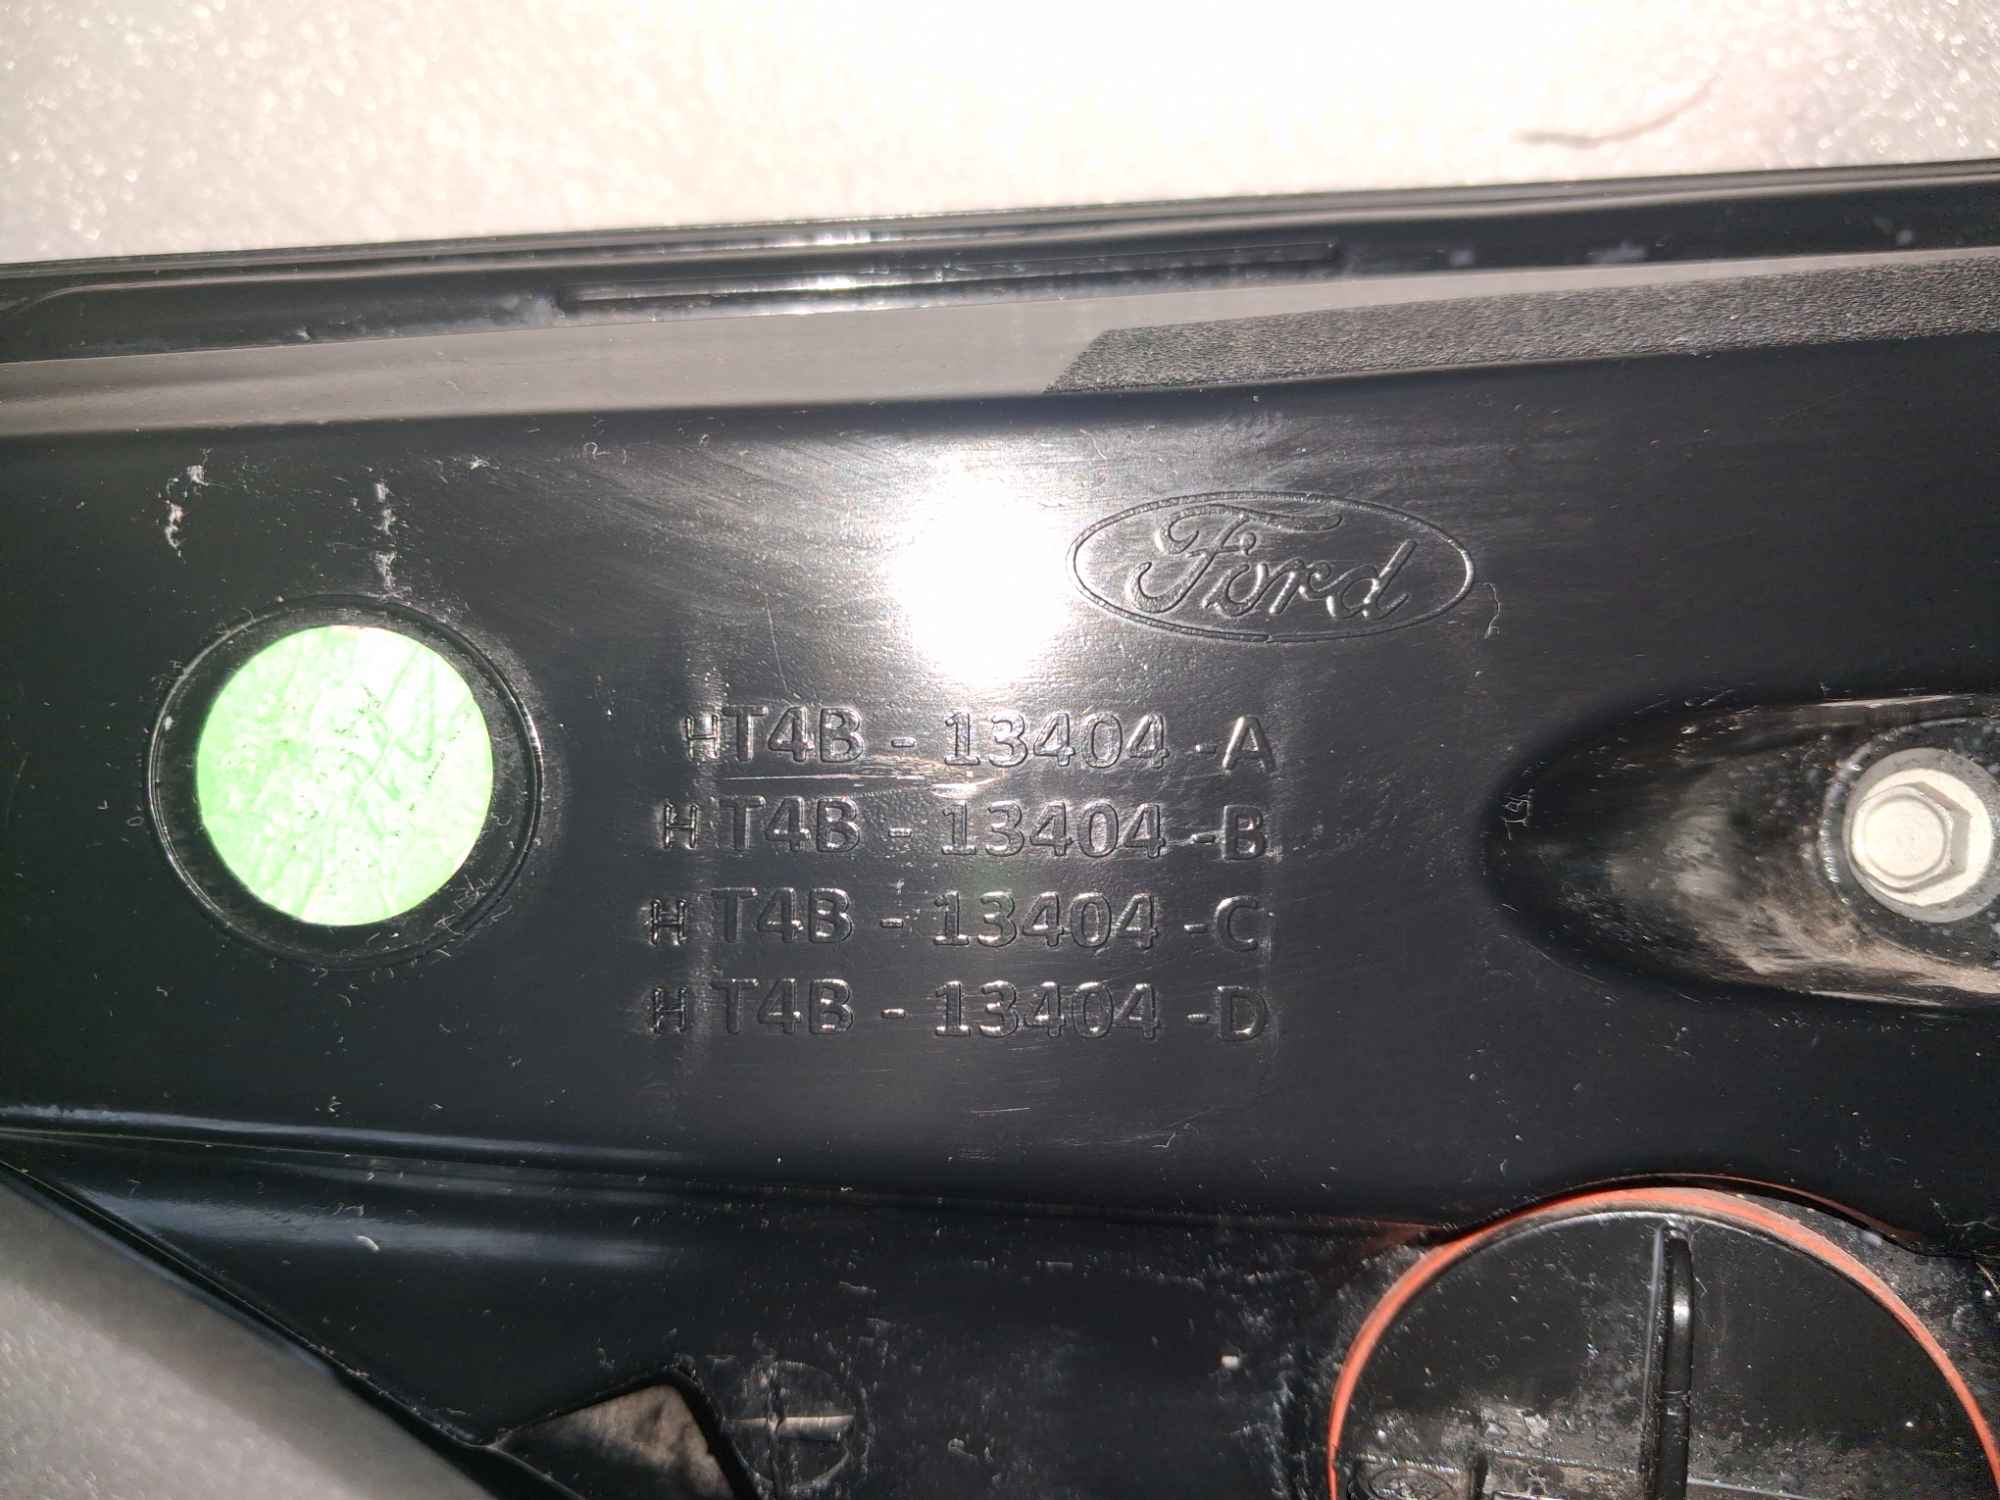 Ford
HT4B - 13404 -A
HT4B - 13404 -B
HT4B - 13404 -C
HT4B - 13404 -D